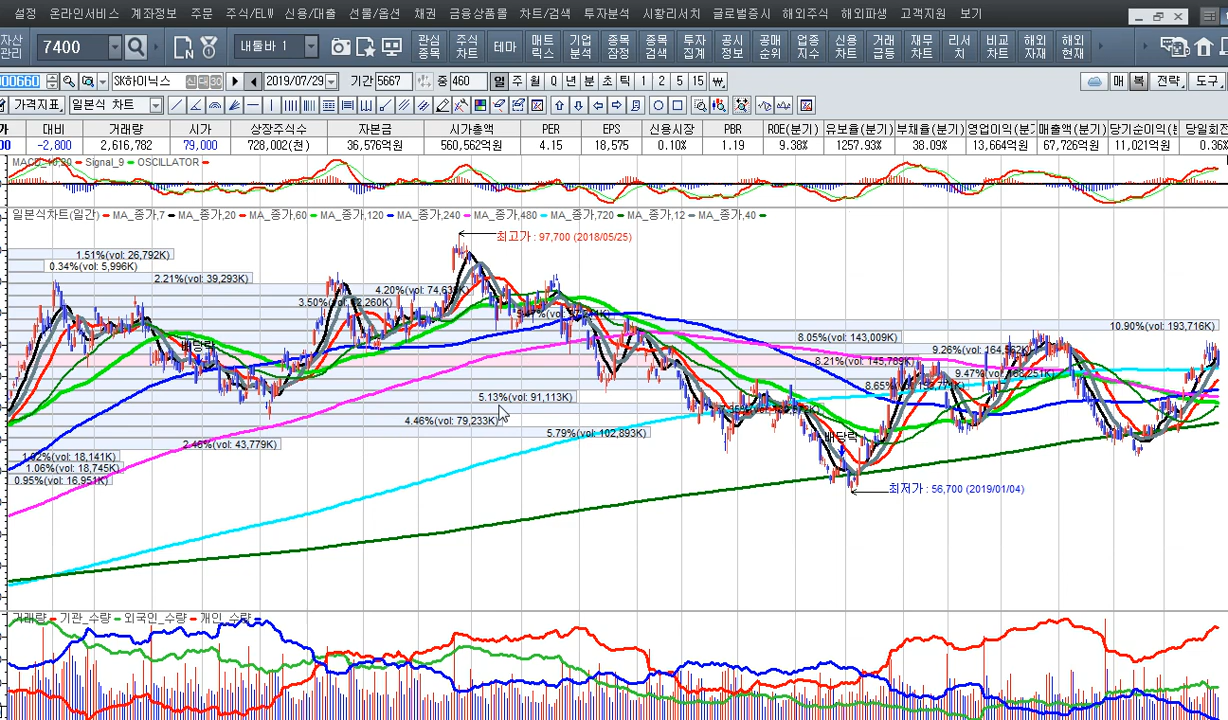 설정 온라인서비스 계좌정보 주문 주식/ELW 신용/대출 선물/옵션 채권 금융상품몰 차트/검색 투자분석 시황리서치 글로벌증시 해외주식 해외파생 고객지원 보기
자산 관리 7400 내툴바 1 관심 종목 주식 차트 테마 매트 릭스 기업 분석 종목 잠정 종목 검색 투자 잠계 공시 정보 공매 순위 업종 지수 신용 차트 거래 급등 재무 차트 리서 치 비교 차트 해외 자재 해외 현재
000660 SK하이닉스 신 대 30 2019/07/29 기간 5667 중 460 일 주 월 Q 년 분 초 틱 1 2 5 15 매 복 전략 도구
가격지표 일본식 차트
가 대비 거래량 시가 상장주식수 자본금 시가총액 PER EPS 신용시장 PBR ROE(분기) 유보율(분기) 부채율(분기) 영업이익(분기 매출액(분기) 당기순이익(분 당일회전
00 -2,800 2,616,782 79,000 728,002(천) 36,576억원 560,562억원 4.15 18,575 0.10% 1.19 9.38% 1257.93% 38.09% 13,664억원 67,726억원 11,021억원 0.36%
Signal_9 OSCILLATOR
일본식차트(일간) MA_종가,7 MA_종가,20 MA_종가,60 MA_종가,120 MA_종가,240 MA_종가,480 MA_종가,720 MA_종가,12 MA_종가,40
최고가 : 97,700 (2018/05/25)
1.51%(vol: 26,792K)
0.34%(vol: 5,996K)
2.21%(vol: 39,293K)
3.50%
10.90%(vol: 193,716K)
8.05%(vol: 143,009K)
배당락
8.21%(vol: 145,789K)
5.13%(vol: 91,113K)
4.46%(vol: 79,233K)
5.79%(vol: 102,893K)
배당락
2.46%(vol: 43,779K)
1.02%(vol: 18,141K)
1.06%(vol: 18,745K)
0.95%(vol: 16,951K)
최저가 : 56,700 (2019/01/04)
거래량 기관_수량 외국인_수량 개인_수량